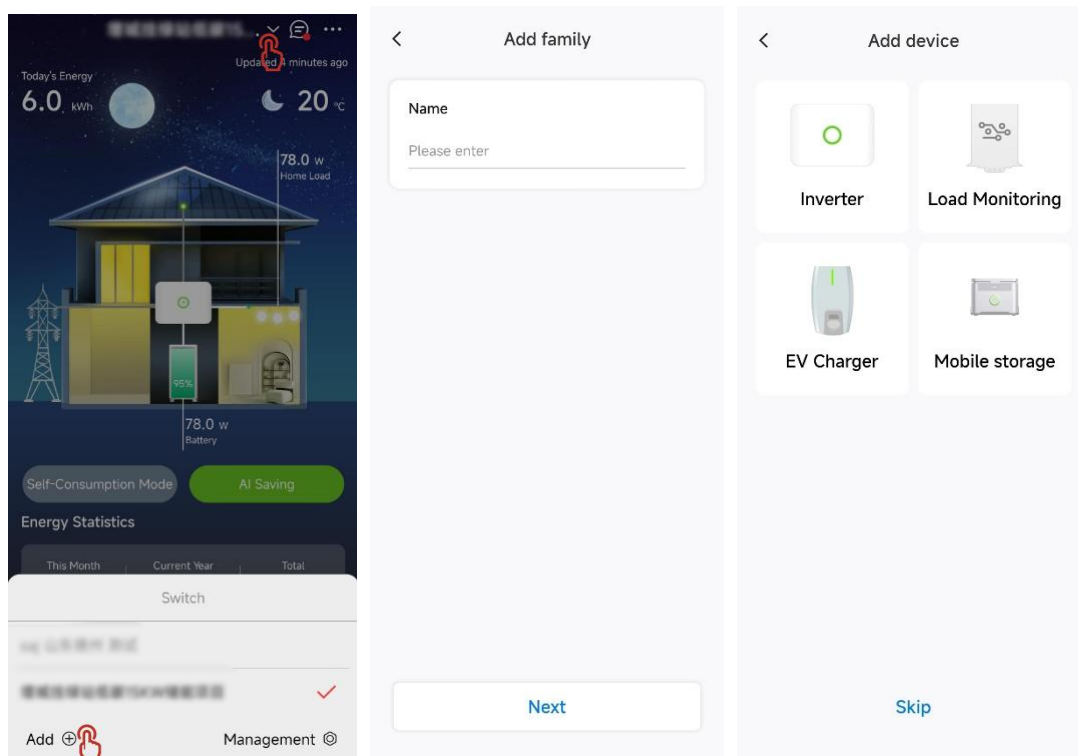 Updated 4 minutes ago
Today's Energy
6.0 kWh
20 °C
78.0 w
Home Load
95%
78.0 w
Battery
Self-Consumption Mode
AI Saving
Energy Statistics
This Month
Current Year
Total
Switch
Add
Management
Add family
Name
Please enter
Next
Add device
Inverter
Load Monitoring
EV Charger
Mobile storage
Skip